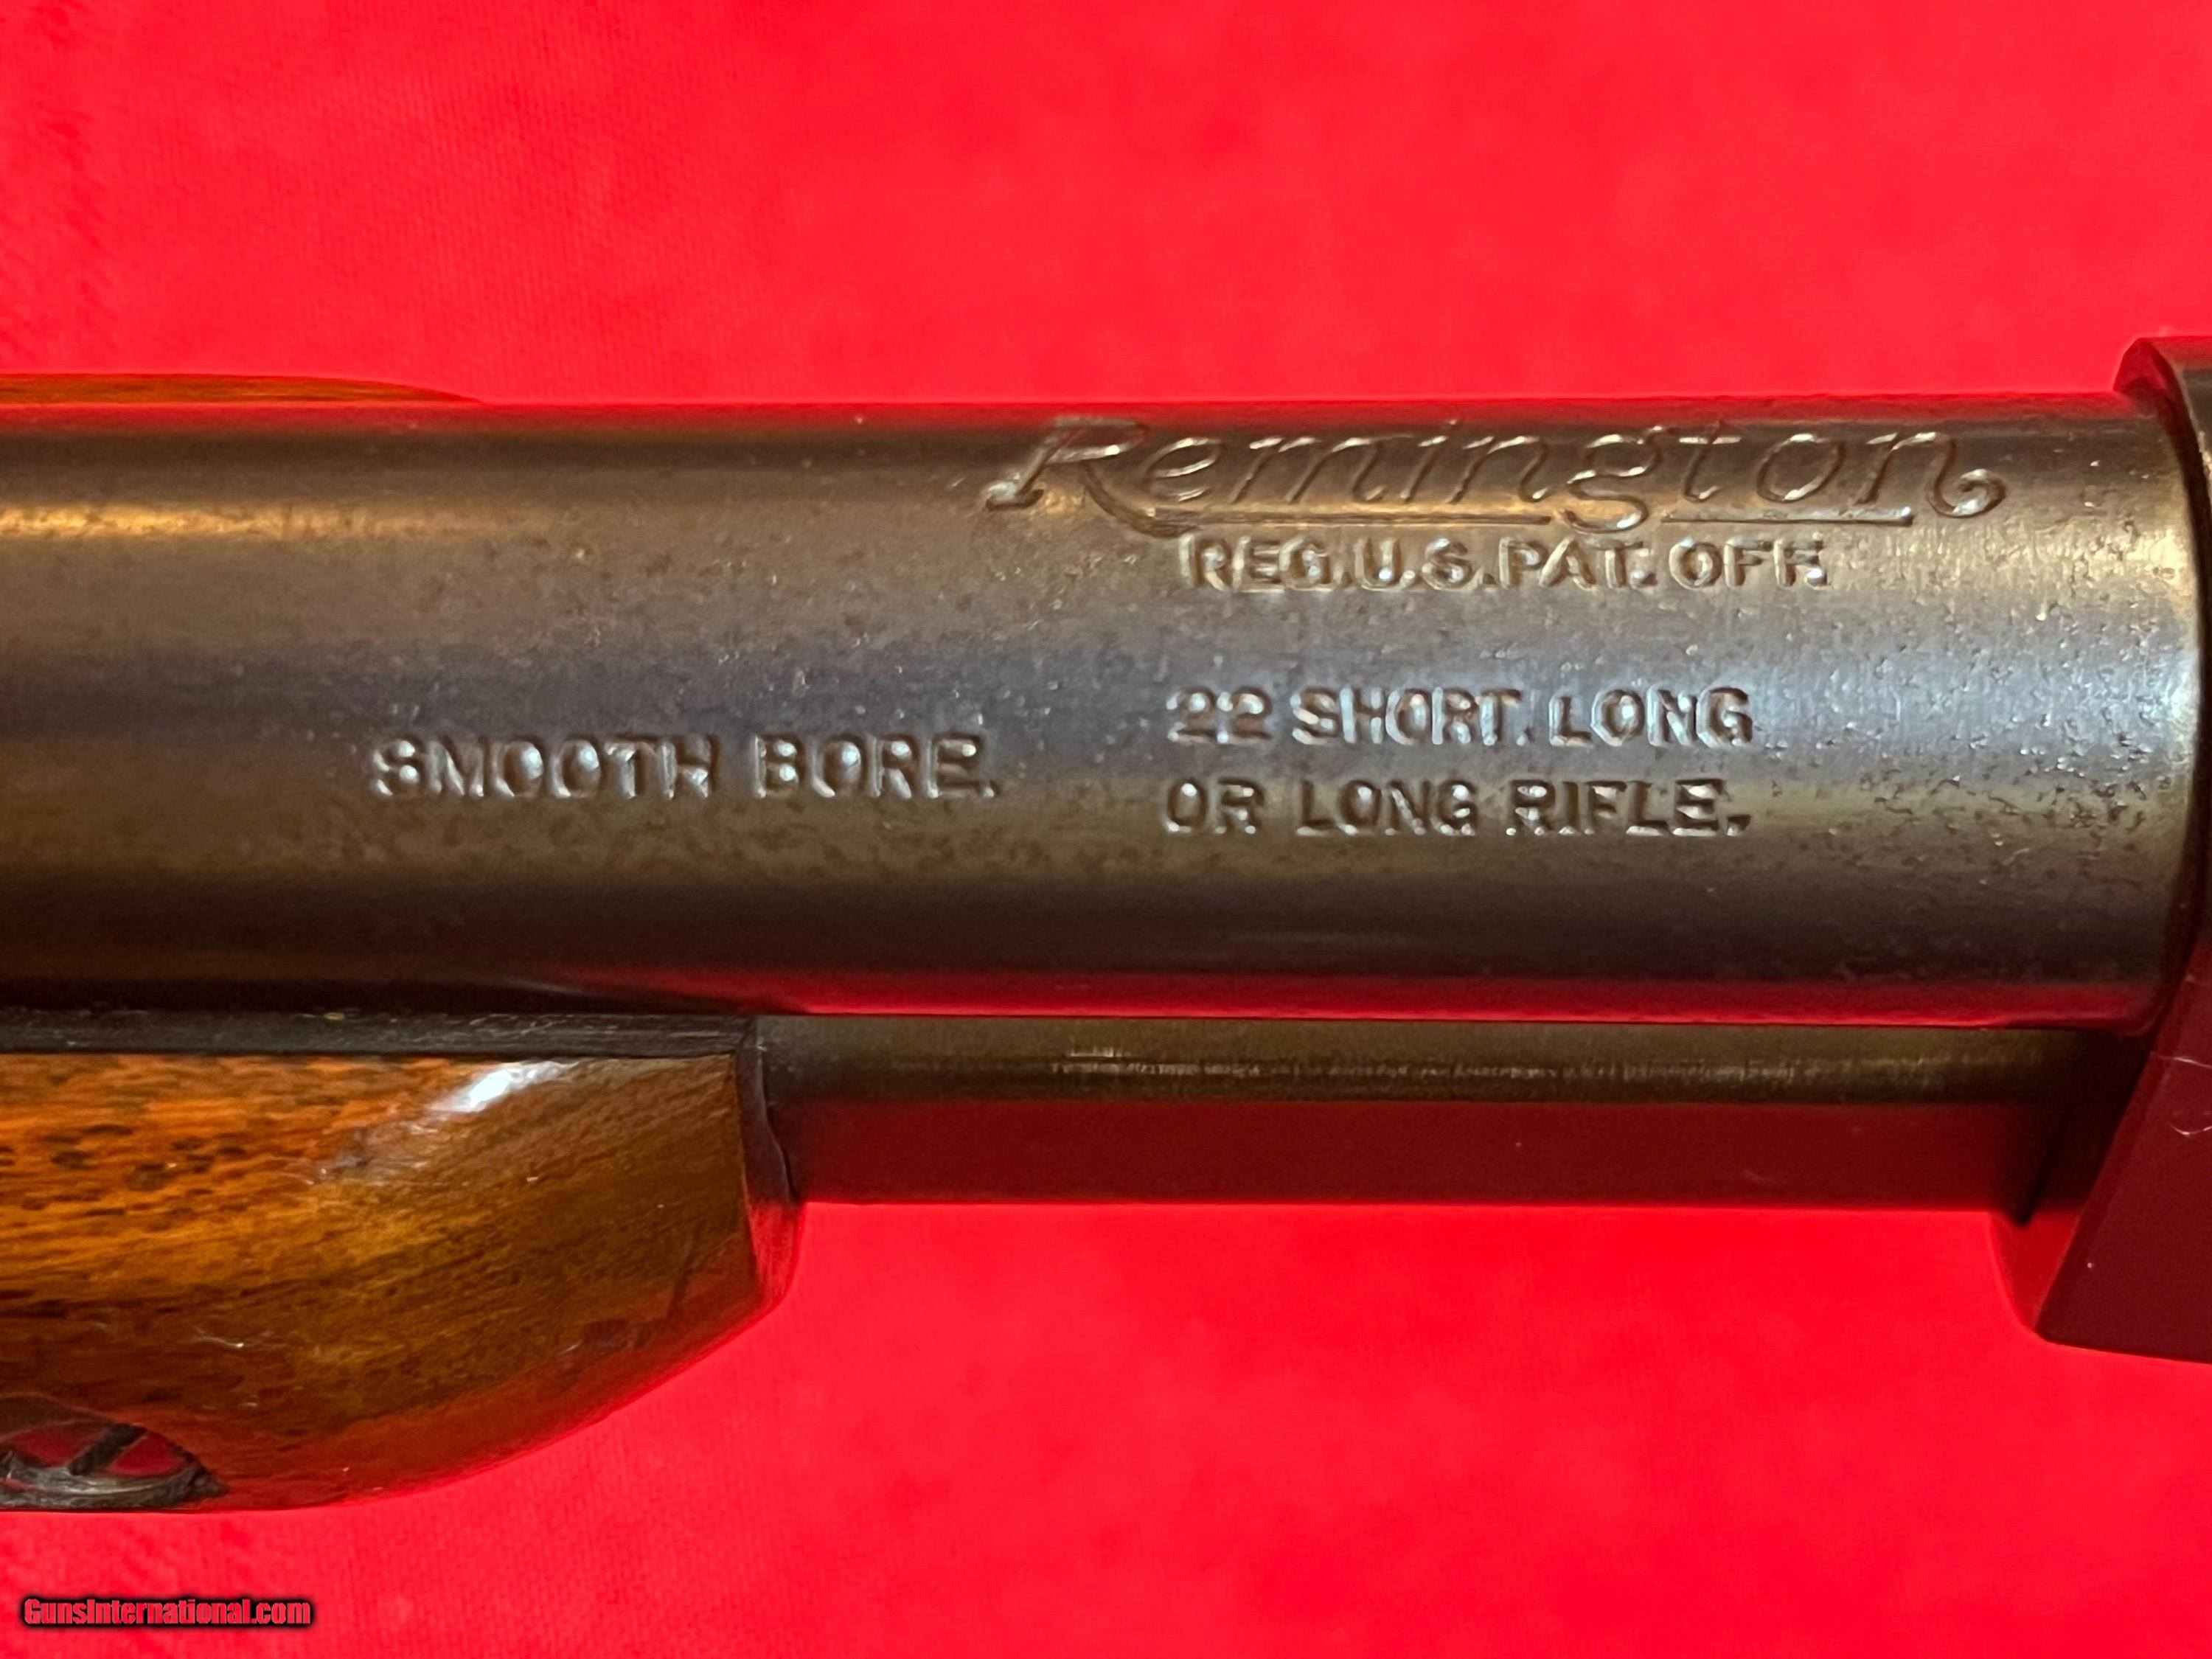 Remington
REG.U.S.PAT. OFF.
SMOOTH BORE.
22 SHORT. LONG
OR LONG RIFLE.
GunsInternational.com